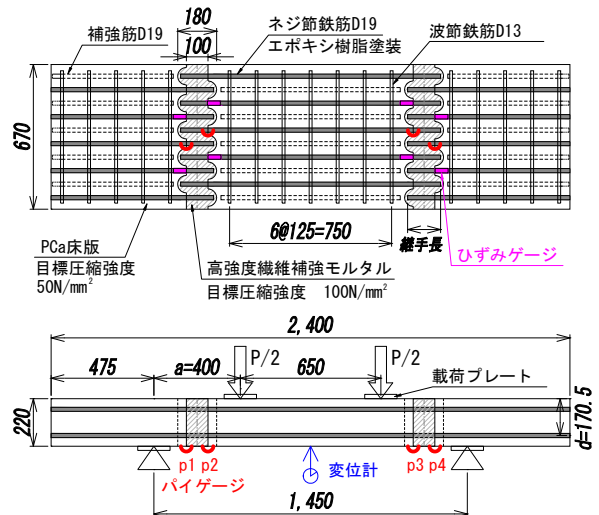 180
100
補強筋D19
ネジ節鉄筋D19
エポキシ樹脂塗装
波節鉄筋D13
670
6@125=750
継手長
ひずみゲージ
PCa床版
目標圧縮強度
50N/mm²
高強度繊維補強モルタル
目標圧縮強度 100N/mm²
2,400
475
a=400
P/2
650
P/2
載荷プレート
220
d=170.5
p1
p2
p3
p4
パイゲージ
変位計
1,450